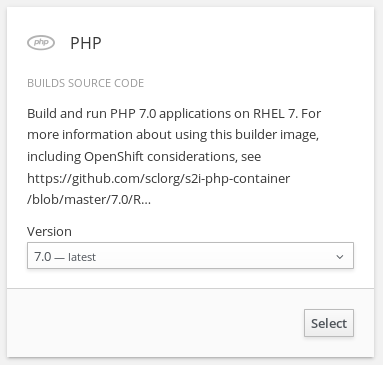 php PHP
BUILDS SOURCE CODE
Build and run PHP 7.0 applications on RHEL 7. For
more information about using this builder image,
including OpenShift considerations, see
https://github.com/sclorg/s2i-php-container
/blob/master/7.0/R...
Version
7.0 — latest
Select